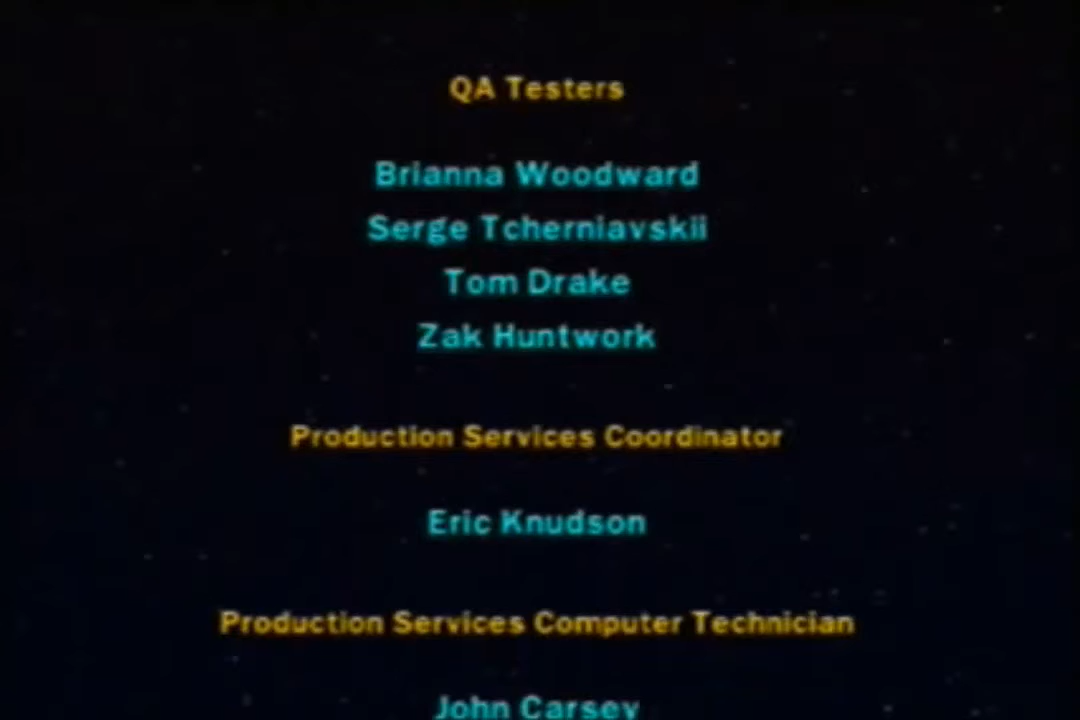 QA Testers
Brianna Woodward
Serge Tcherniavskii
Tom Drake
Zak Huntwork
Production Services Coordinator
Eric Knudson
Production Services Computer Technician
John Carsey